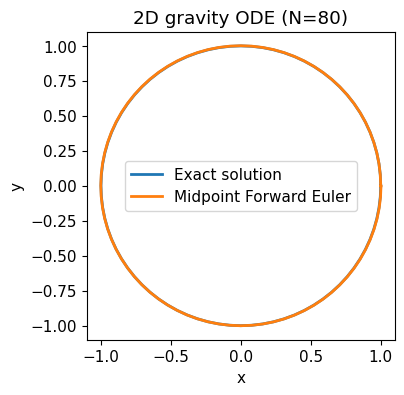 2D gravity ODE (N=80)
1.00
0.75
0.50
0.25
0.00
−0.25
−0.50
−0.75
−1.00
y
Exact solution
Midpoint Forward Euler
−1.0 −0.5 0.0 0.5 1.0
x